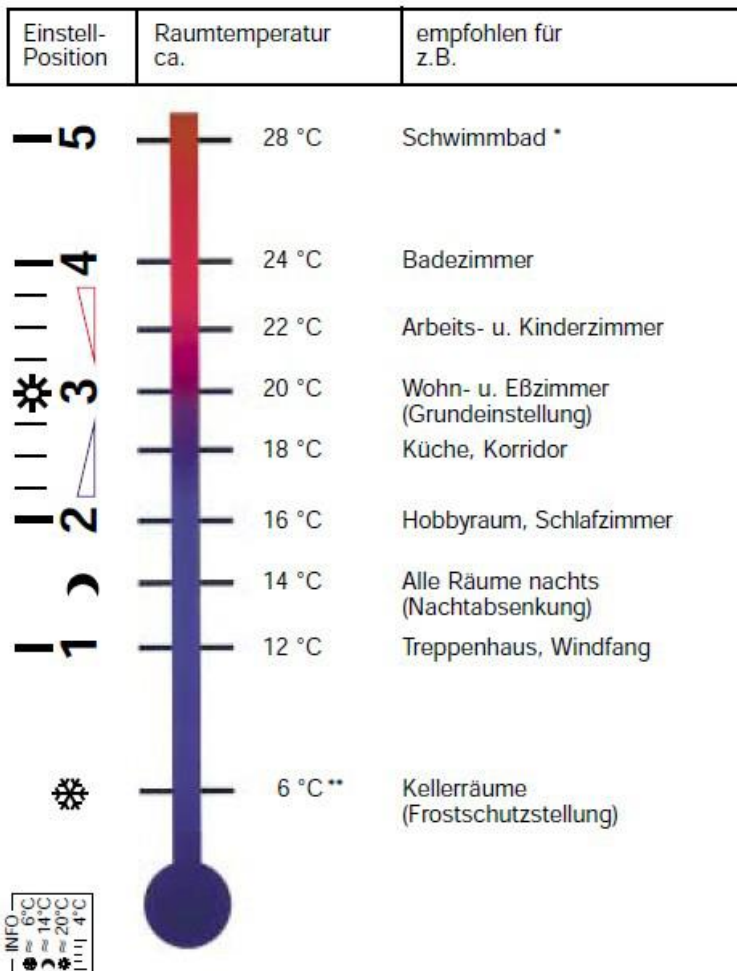 Einstell- Raumtemperatur empfohlen für
Position ca. z.B.
5 28 °C Schwimmbad *
4 24 °C Badezimmer
22 °C Arbeits- u. Kinderzimmer
3 20 °C Wohn- u. Eßzimmer
(Grundeinstellung)
18 °C Küche, Korridor
2 16 °C Hobbyraum, Schlafzimmer
14 °C Alle Räume nachts
(Nachtabsenkung)
1 12 °C Treppenhaus, Windfang
6 °C ** Kellerräume
(Frostschutzstellung)
INFO
≈ 6°C
≈ 14°C
≈ 20°C
4°C